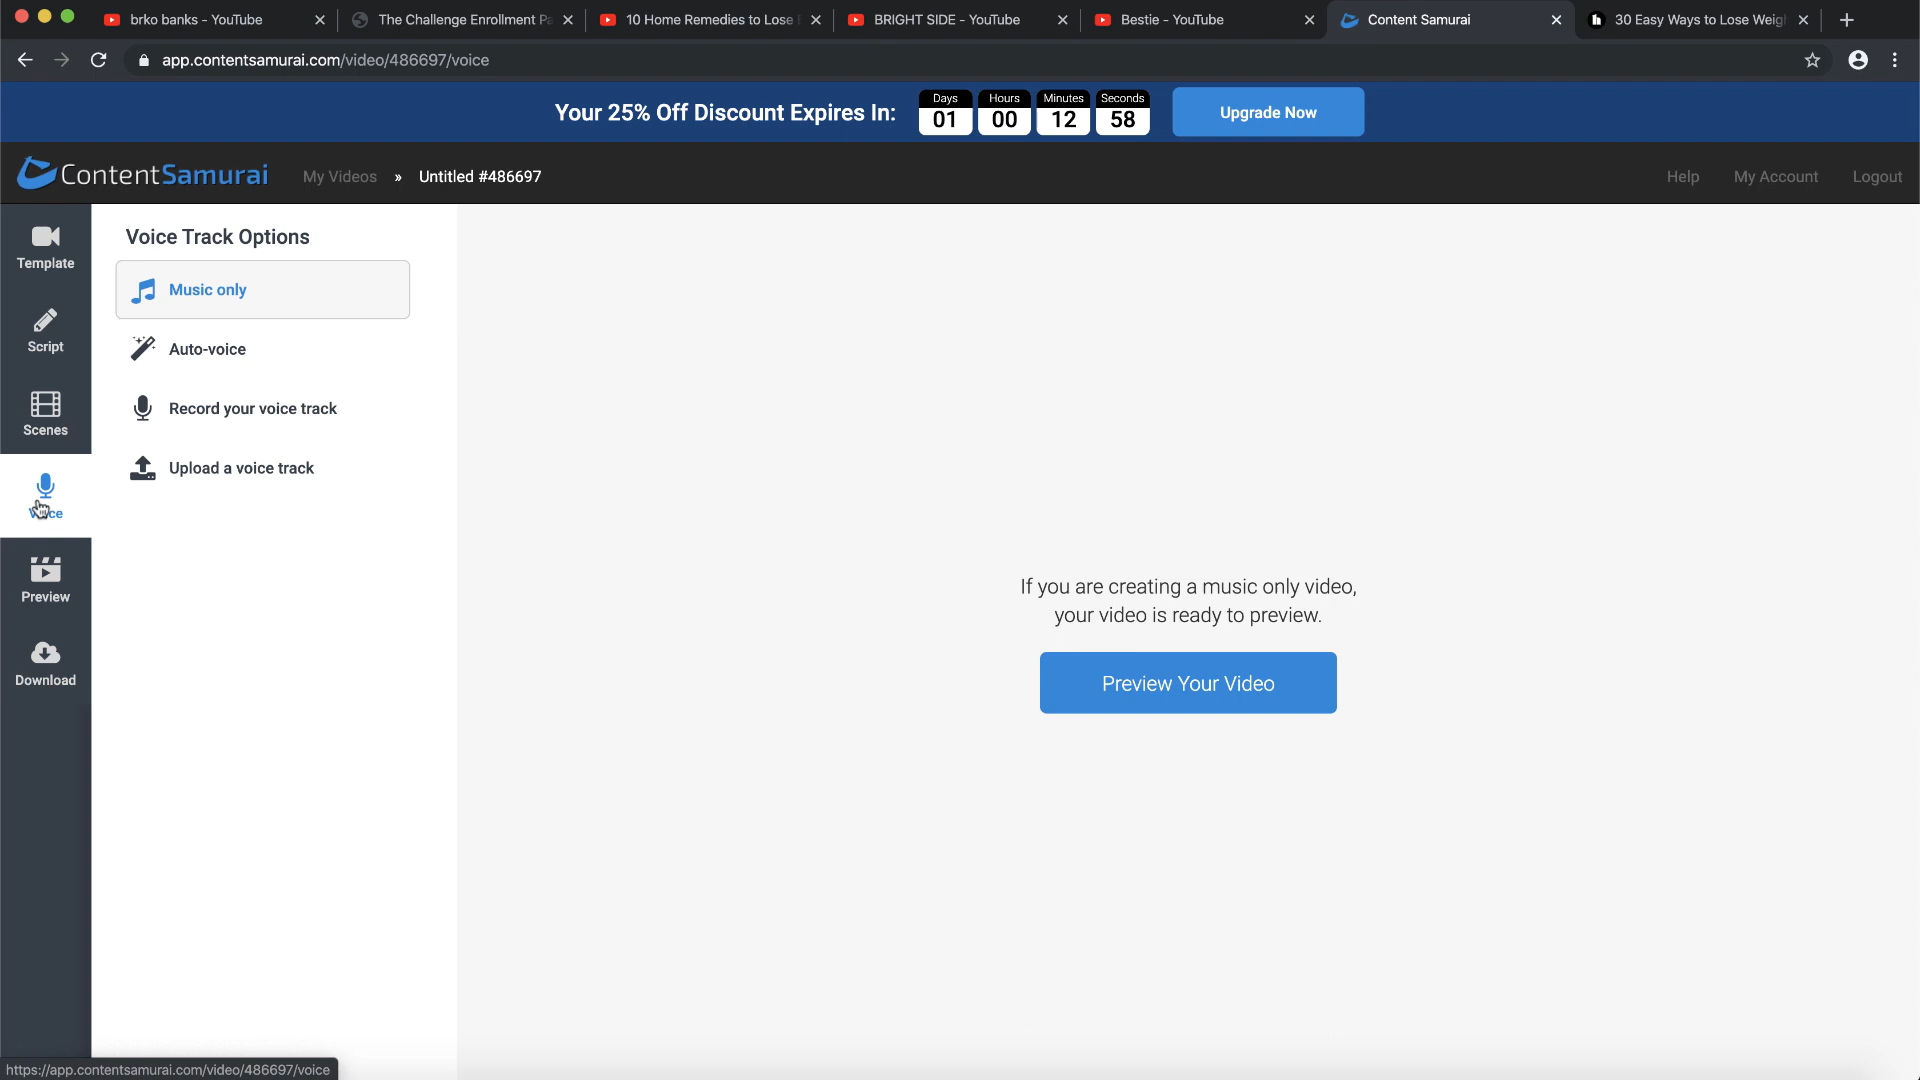 brko banks - YouTube
The Challenge Enrollment Pa
10 Home Remedies to Lose
BRIGHT SIDE - YouTube
Bestie - YouTube
Content Samurai
30 Easy Ways to Lose Weig
app.contentsamurai.com/video/486697/voice
Your 25% Off Discount Expires In:
Days Hours Minutes Seconds
01 00 12 58
Upgrade Now
ContentSamurai
My Videos » Untitled #486697
Help My Account Logout
Template
Script
Scenes
Voice
Preview
Download
Voice Track Options
Music only
Auto-voice
Record your voice track
Upload a voice track
If you are creating a music only video,
your video is ready to preview.
Preview Your Video
https://app.contentsamurai.com/video/486697/voice